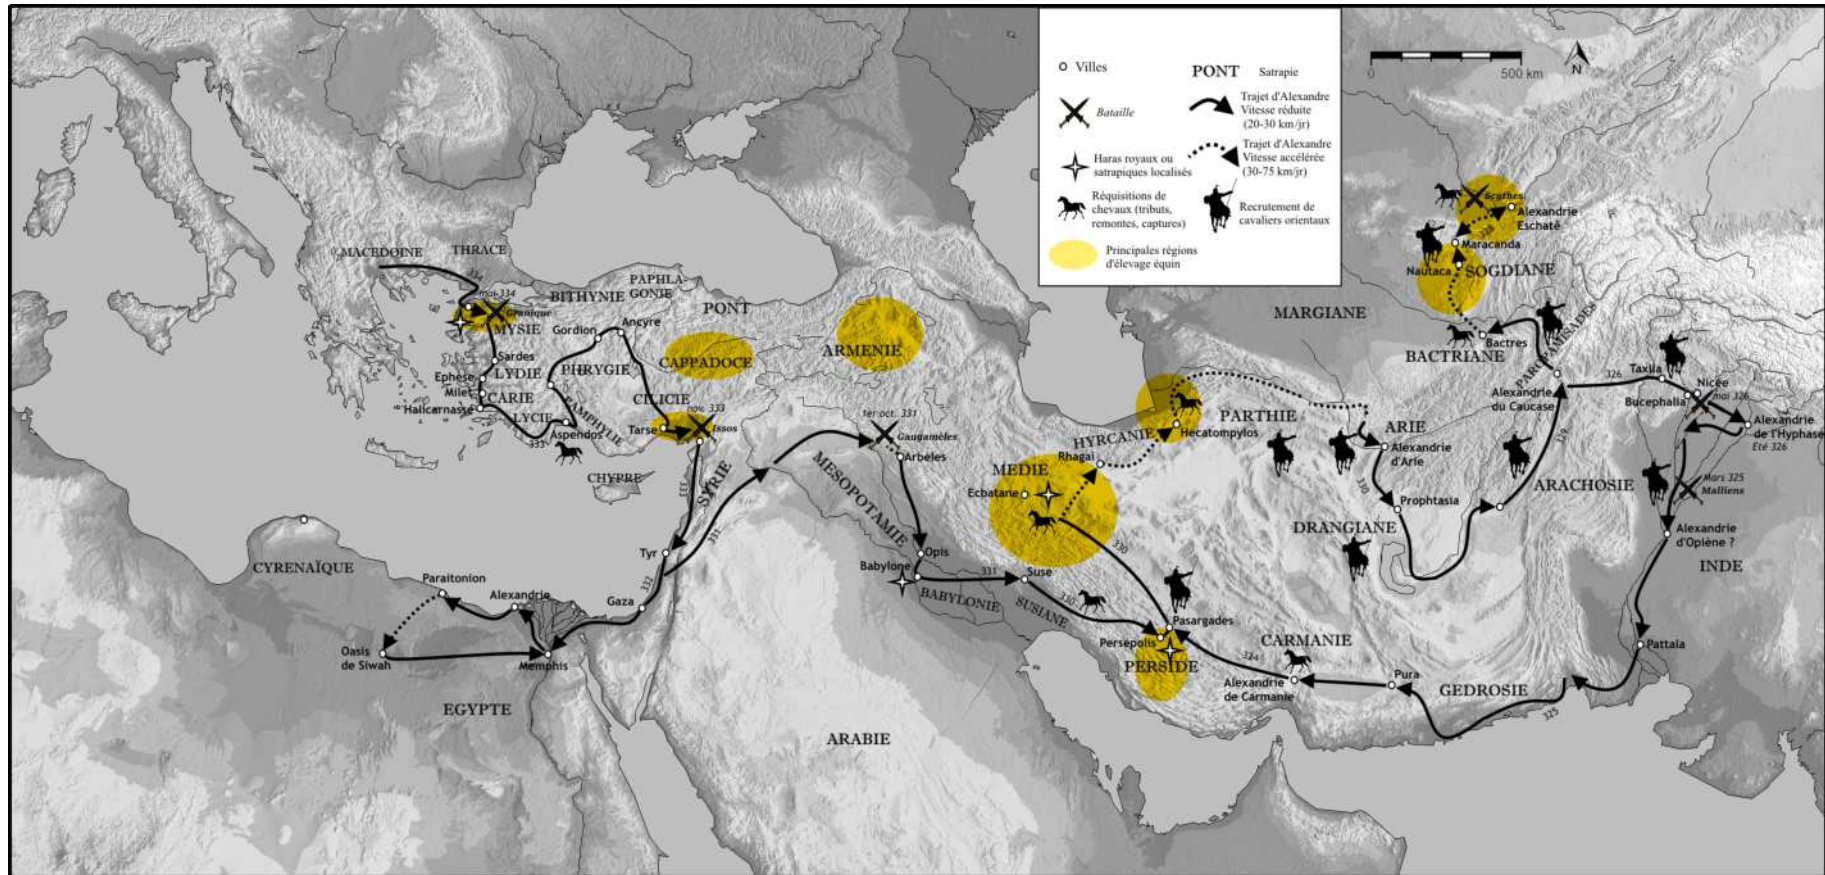 Villes
Bataille
Haras royaux ou
satrapiques localisés
Réquisitions de
chevaux (tributs,
remontes, captures)
Principales régions
d'élevage équin
PONT Satrapie
Trajet d'Alexandre
Vitesse réduite
(20-30 km/jr)
Trajet d'Alexandre
Vitesse accélérée
(30-75 km/jr)
Recrutement de
cavaliers orientaux
0 500 km
N
MACEDOINE
THRACE
334
mai 334
Granique
MYSIE
BITHYNIE
PAPHLA-
GONIE
PONT
Gordion
Ancyre
Sardes
LYDIE
PHRYGIE
Ephèse
Milet
CARIE
Halicarnasse
LYCIE
PAMPHYLIE
333
Aspendos
CAPPADOCE
ARMENIE
CILICIE
nov. 333
Tarse
Issos
CHYPRE
333
SYRIE
331
Tyr
332
Gaza
CYRENAÏQUE
Paraitonion
Alexandrie
Oasis
de Siwah
Memphis
EGYPTE
ARABIE
1er oct. 331
Gaugamèles
Arbèles
MESOPOTAMIE
Opis
Babylone
BABYLONIE
331
Suse
SUSIANE
330
MEDIE
Ecbatane
Rhagai
330
HYRCANIE
Hecatompylos
PARTHIE
Pasargades
Persepolis
PERSIDE
CARMANIE
324
Alexandrie
de Carmanie
Pura
GEDROSIE
325
MARGIANE
ARIE
Alexandrie
d'Arie
330
Prophtasia
DRANGIANE
ARACHOSIE
329
Scythes
Alexandrie
Eschatè
328
Maracanda
Nautaca
SOGDIANE
Bactres
BACTRIANE
PAROPAMISADES
Alexandrie
du Caucase
326
Taxila
Nicée
mai 326
Bucephalia
Alexandrie
de l'Hyphase
Eté 326
Mars 325
Malliens
Alexandrie
d'Opiène ?
INDE
Pattala